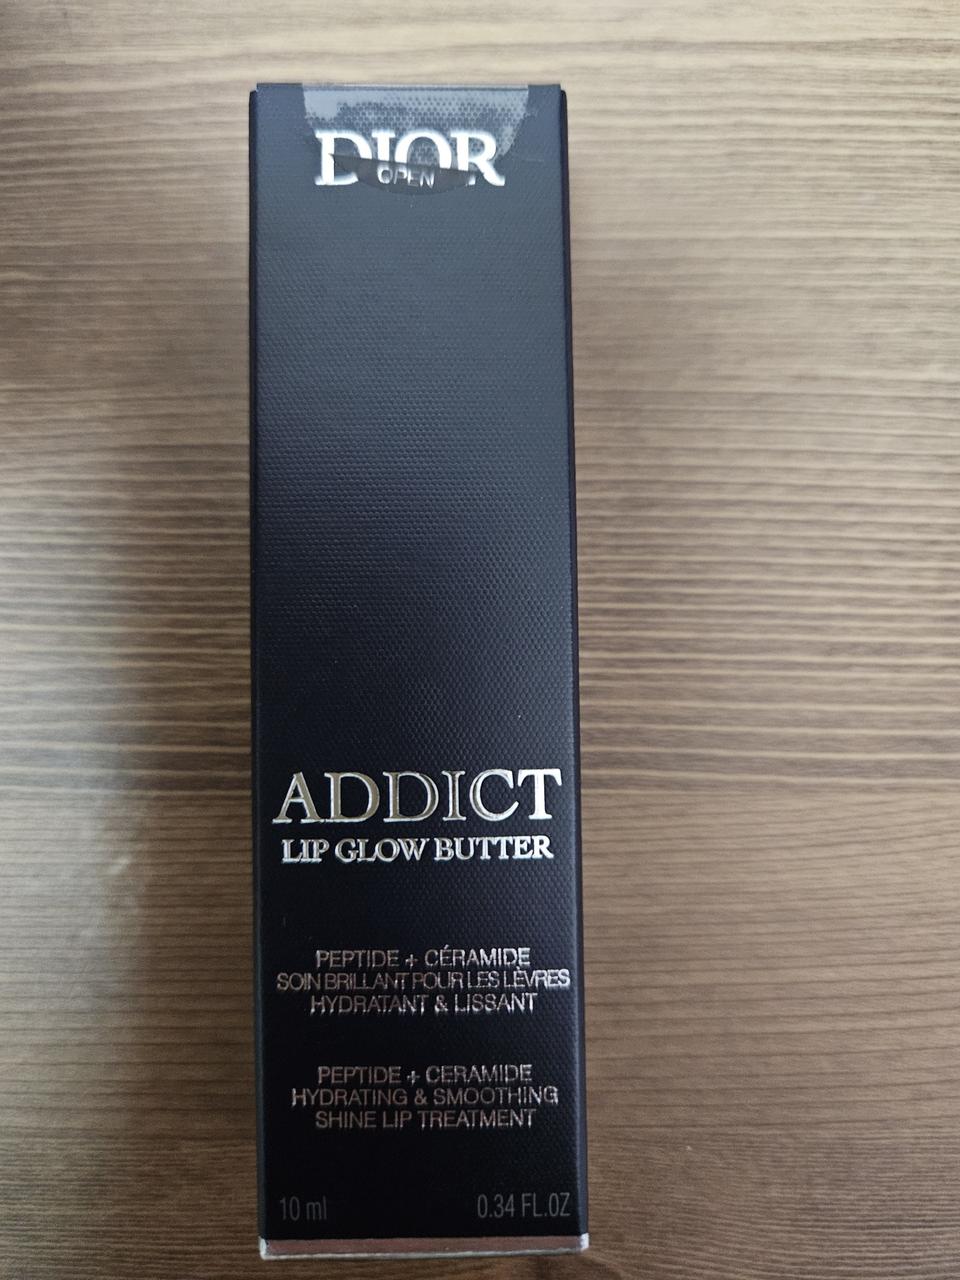 DIOR
OPEN
ADDICT
LIP GLOW BUTTER
PEPTIDE + CÉRAMIDE
SOIN BRILLANT POUR LES LÈVRES
HYDRATANT & LISSANT
PEPTIDE + CERAMIDE
HYDRATING & SMOOTHING
SHINE LIP TREATMENT
10 ml 0.34 FL.OZ